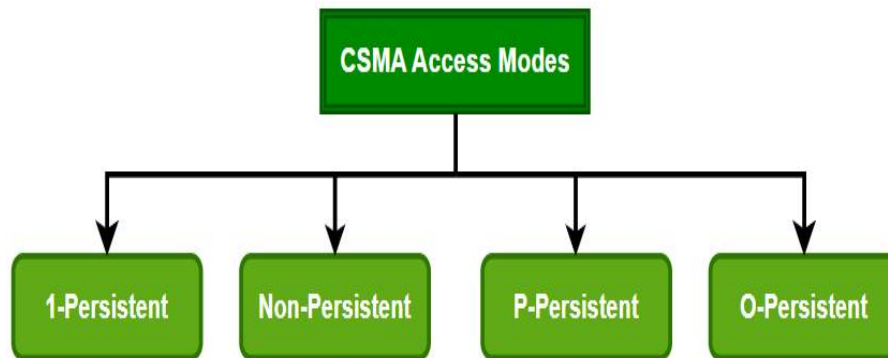 CSMA Access Modes
1-Persistent
Non-Persistent
P-Persistent
O-Persistent